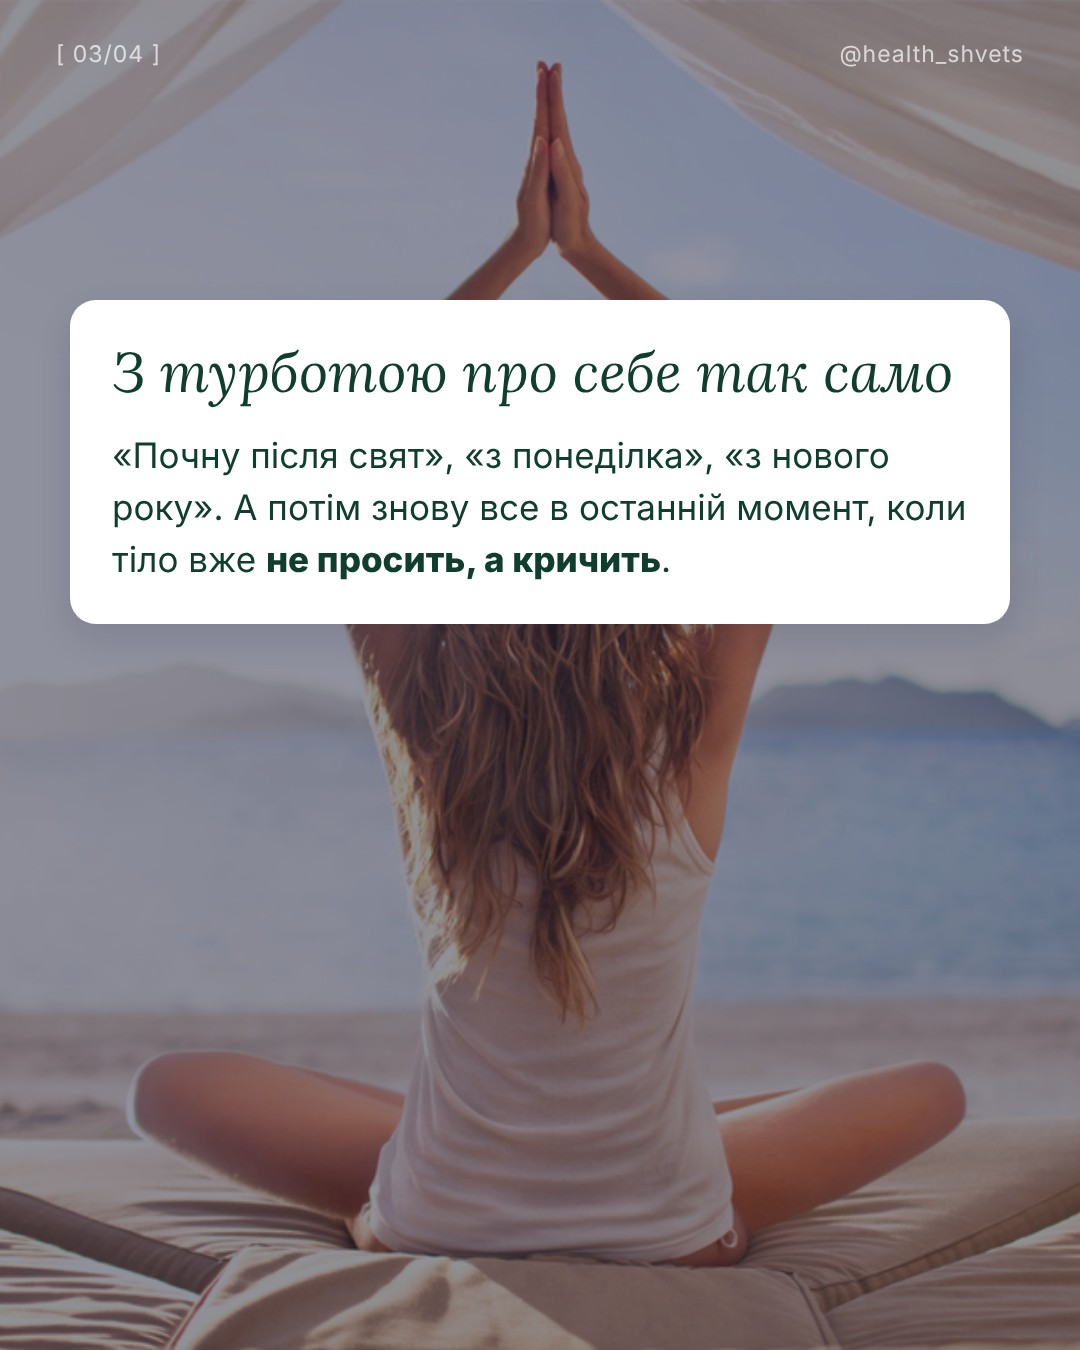 [ 03/04 ]
@health_shvets
З турботою про себе так само
«Почну після свят», «з понеділка», «з нового
року». А потім знову все в останній момент, коли
тіло вже не просить, а кричить.